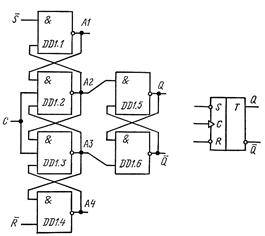 S̅
&
A1
DD1.1
&
A2
DD1.2
C
&
A3
DD1.3
&
A4
DD1.4
R̅
&
Q
DD1.5
&
Q̅
DD1.6
S
T
Q
C
R
Q̅